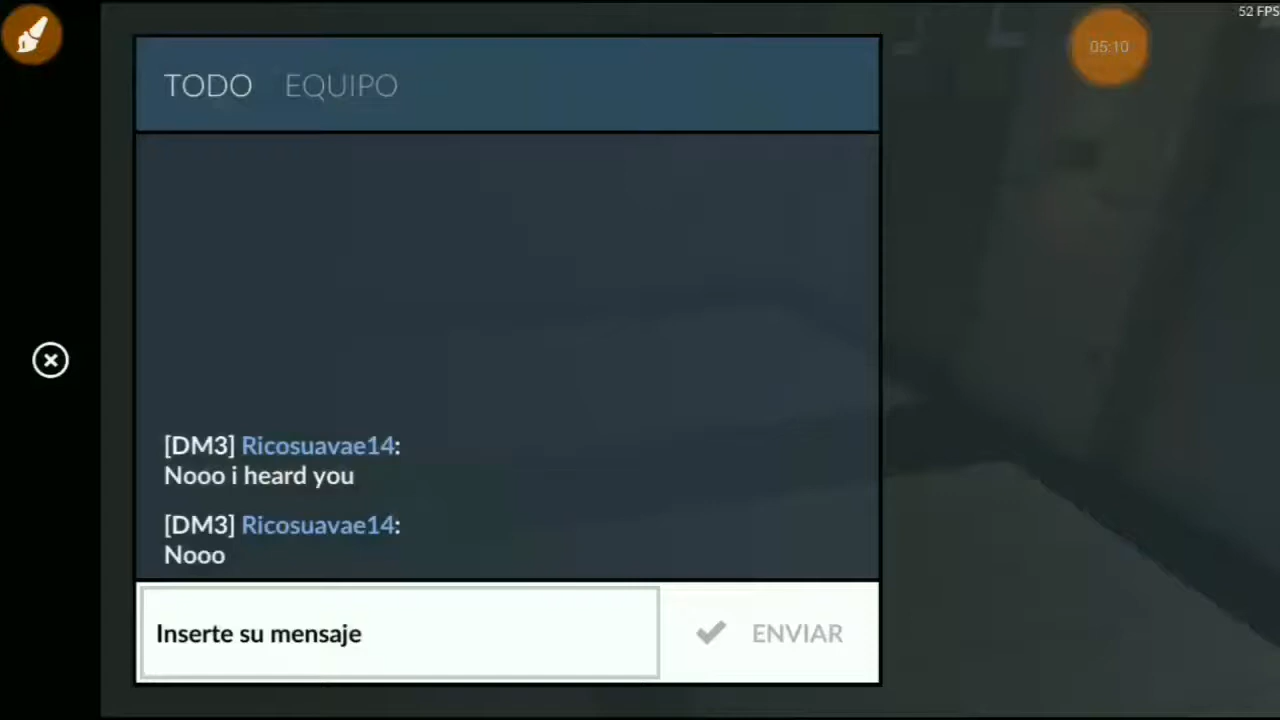 52 FPS
05:10
TODO EQUIPO
[DM3] Ricosuavae14:
Nooo i heard you
[DM3] Ricosuavae14:
Nooo
Inserte su mensaje
ENVIAR